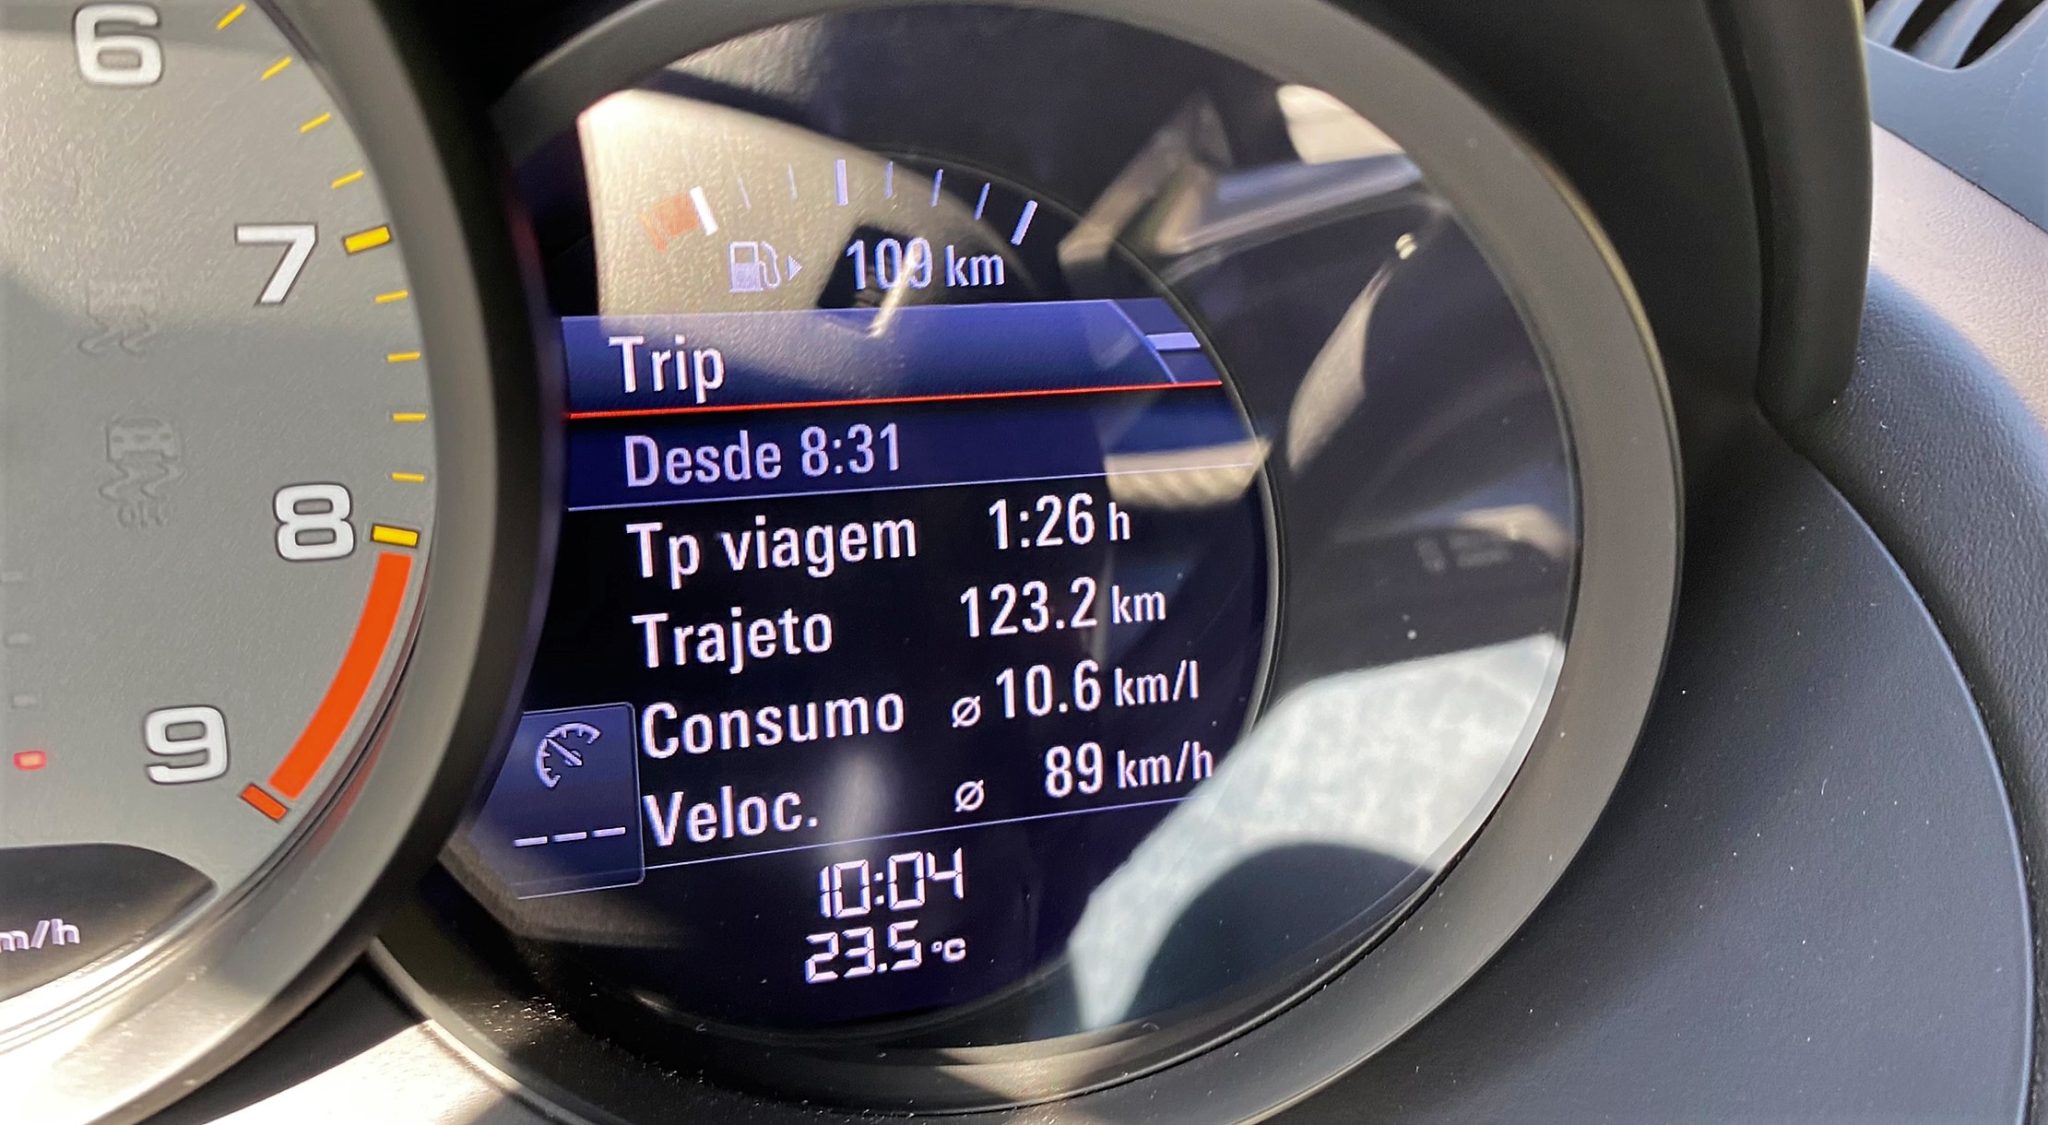 6
7
8
9
m/h
109 km
Trip
Desde 8:31
Tp viagem 1:26 h
Trajeto 123.2 km
Consumo ⌀ 10.6 km/l
Veloc. ⌀ 89 km/h
---
10:04
23.5 °C